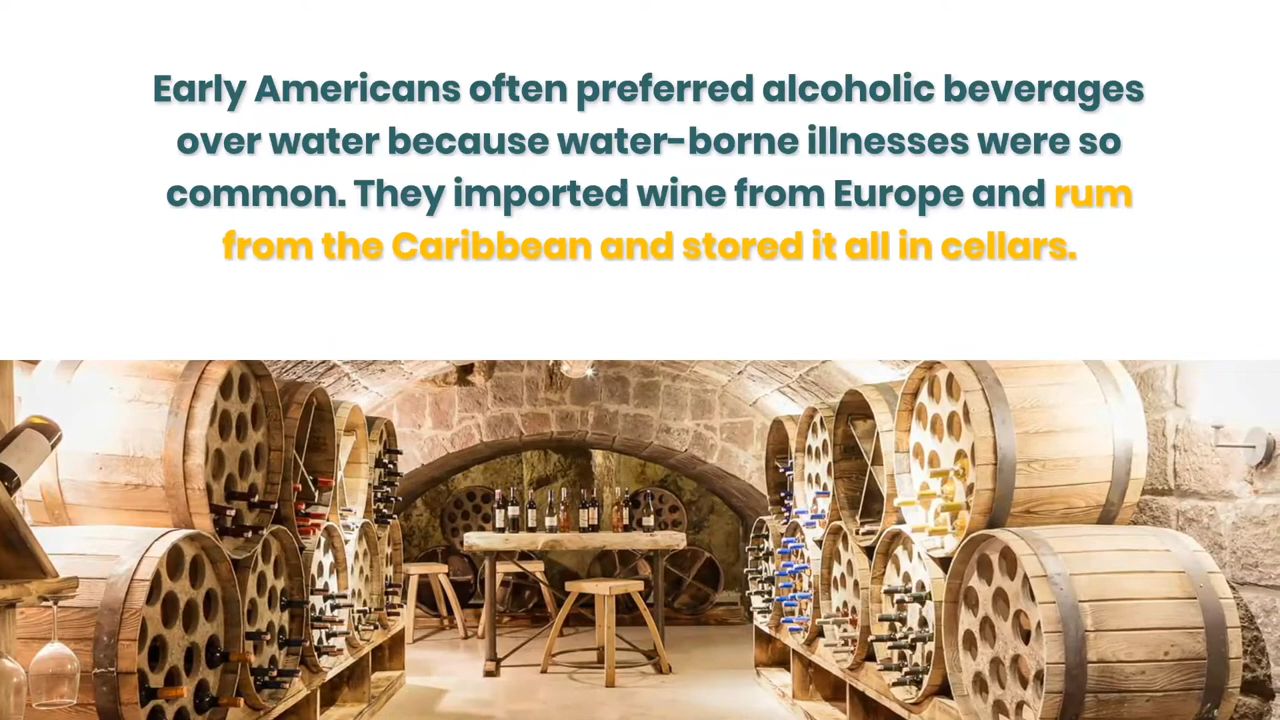 Early Americans often preferred alcoholic beverages
over water because water-borne illnesses were so
common. They imported wine from Europe and rum
from the Caribbean and stored it all in cellars.